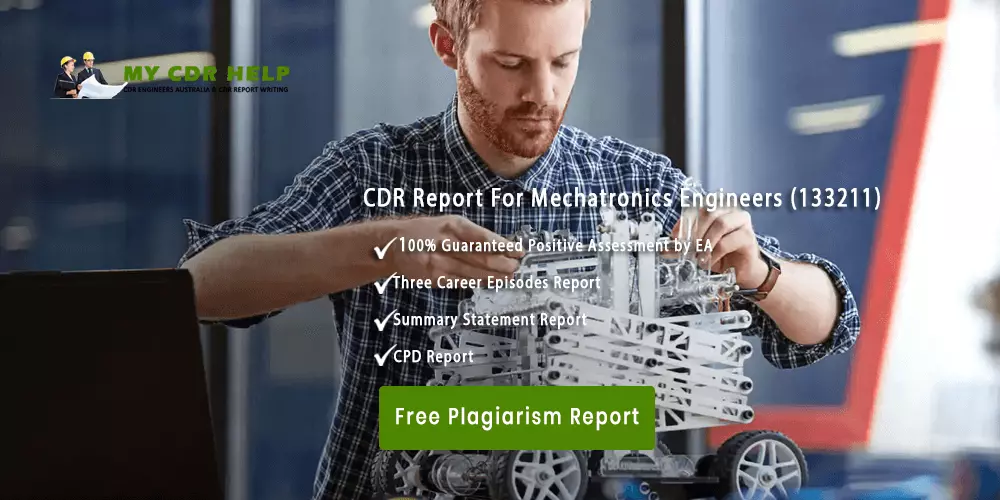 MY CDR HELP
CDR ENGINEERS AUSTRALIA & CDR REPORT WRITING
CDR Report For Mechatronics Engineers (133211)
100% Guaranteed Positive Assessment by EA
Three Career Episodes Report
Summary Statement Report
CPD Report
Free Plagiarism Report